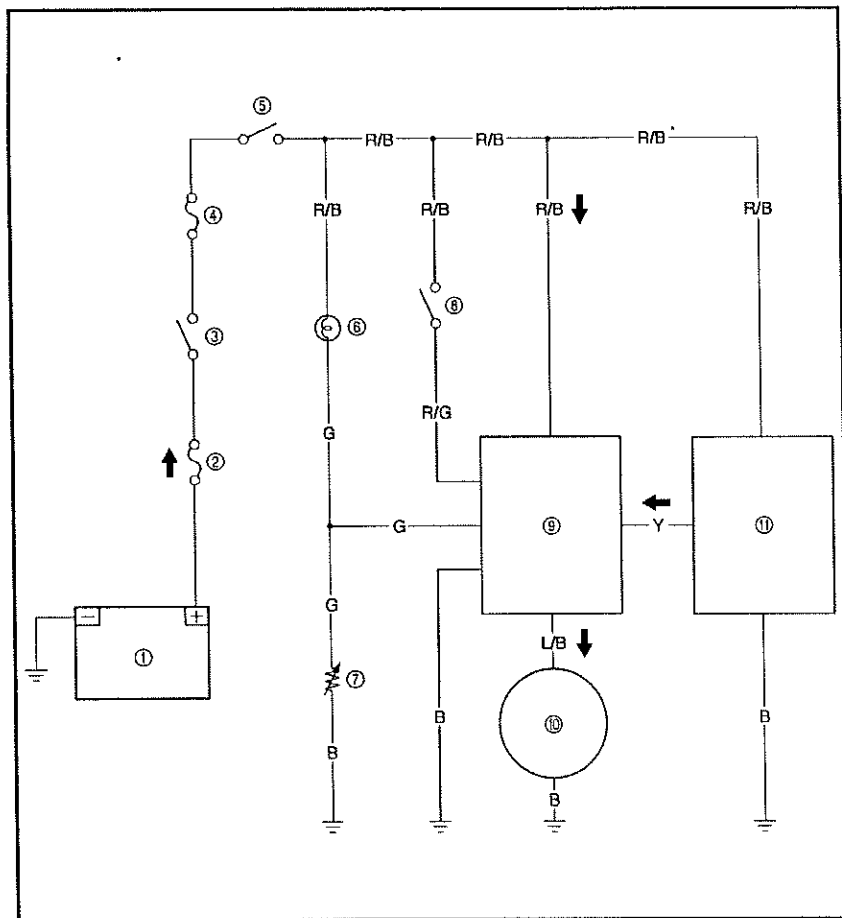 ⑤
R/B R/B R/B
④ R/B R/B R/B R/B
⑧
③ ⑥
R/G
G
②
G ⑨ Y ⑪
G
− +
L/B
①
⑦
B ⑩ B
B
B